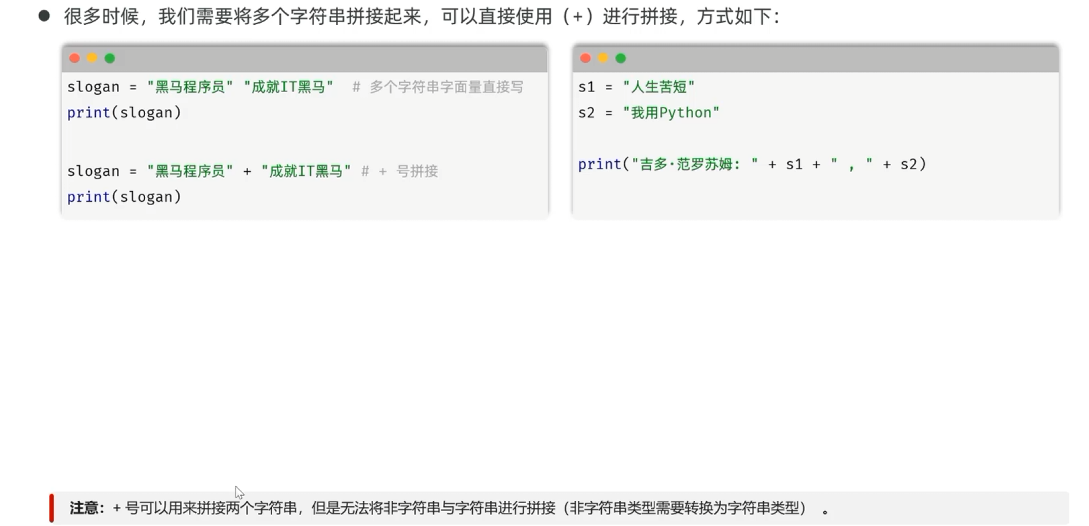 ● 很多时候，我们需要将多个字符串拼接起来，可以直接使用（+）进行拼接，方式如下：
slogan = "黑马程序员" "成就IT黑马"  # 多个字符串字面量直接写
print(slogan)
slogan = "黑马程序员" + "成就IT黑马" # + 号拼接
print(slogan)
s1 = "人生苦短"
s2 = "我用Python"
print("吉多·范罗苏姆: " + s1 + " , " + s2)
注意：+ 号可以用来拼接两个字符串，但是无法将非字符串与字符串进行拼接（非字符串类型需要转换为字符串类型） 。